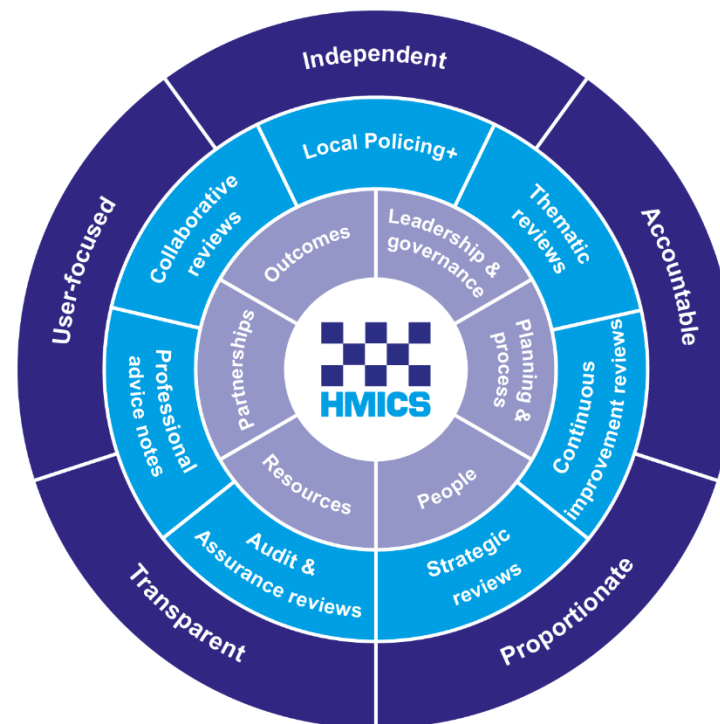 Independent
Accountable
Proportionate
Transparent
User-focused
Local Policing+
Thematic
reviews
Continuous
improvement reviews
Strategic
reviews
Audit &
Assurance reviews
Professional
advice notes
Collaborative
reviews
Leadership &
governance
Planning &
process
People
Resources
Partnerships
Outcomes
HMICS